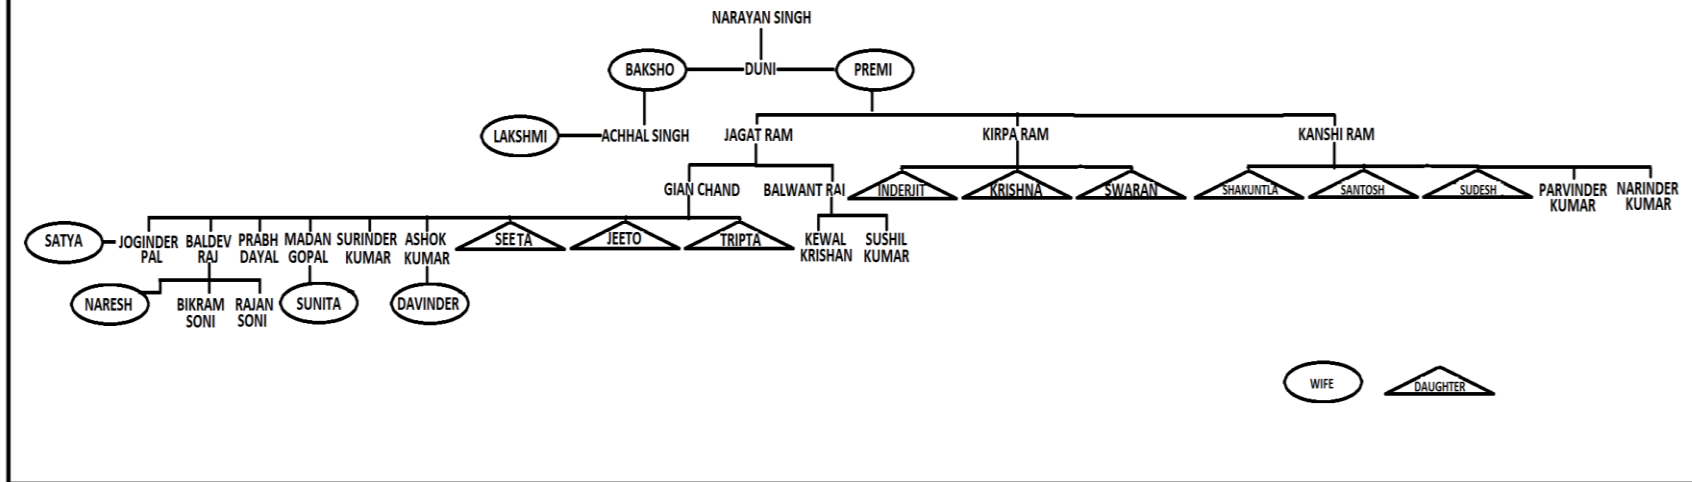 NARAYAN SINGH
BAKSHO DUNI PREMI
LAKSHMI ACHHAL SINGH JAGAT RAM KIRPA RAM KANSHI RAM
GIAN CHAND BALWANT RAI INDERJIT KRISHNA SWARAN SHAKUNTLA SANTOSH SUDESH PARVINDER NARINDER
KUMAR KUMAR
SATYA JOGINDER BALDEV PRABH MADAN SURINDER ASHOK SEETA JEETO TRIPTA KEWAL SUSHIL
PAL RAJ DAYAL GOPAL KUMAR KUMAR KRISHAN KUMAR
NARESH BIKRAM RAJAN SUNITA DAVINDER
SONI SONI
WIFE DAUGHTER